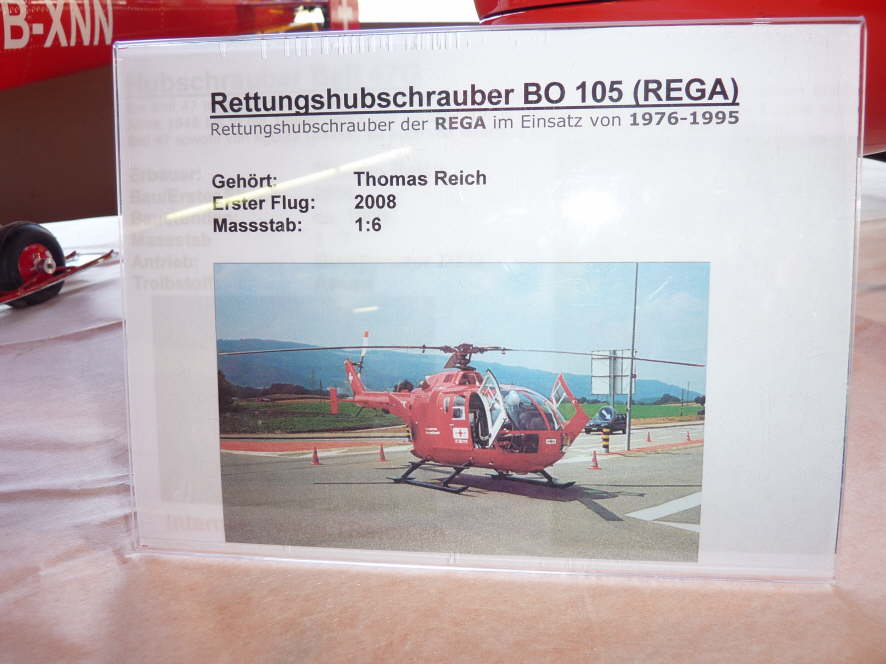 B-XNN
Rettungshubschrauber BO 105 (REGA)
Rettungshubschrauber der REGA im Einsatz von 1976-1995
Gehört: Thomas Reich
Erster Flug: 2008
Massstab: 1:6